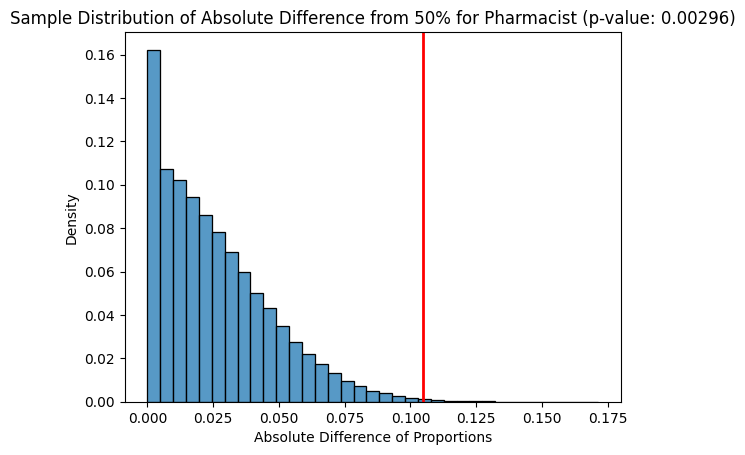 Sample Distribution of Absolute Difference from 50% for Pharmacist (p-value: 0.00296)
0.16
0.14
0.12
0.10
0.08
0.06
0.04
0.02
0.00
Density
0.000 0.025 0.050 0.075 0.100 0.125 0.150 0.175
Absolute Difference of Proportions